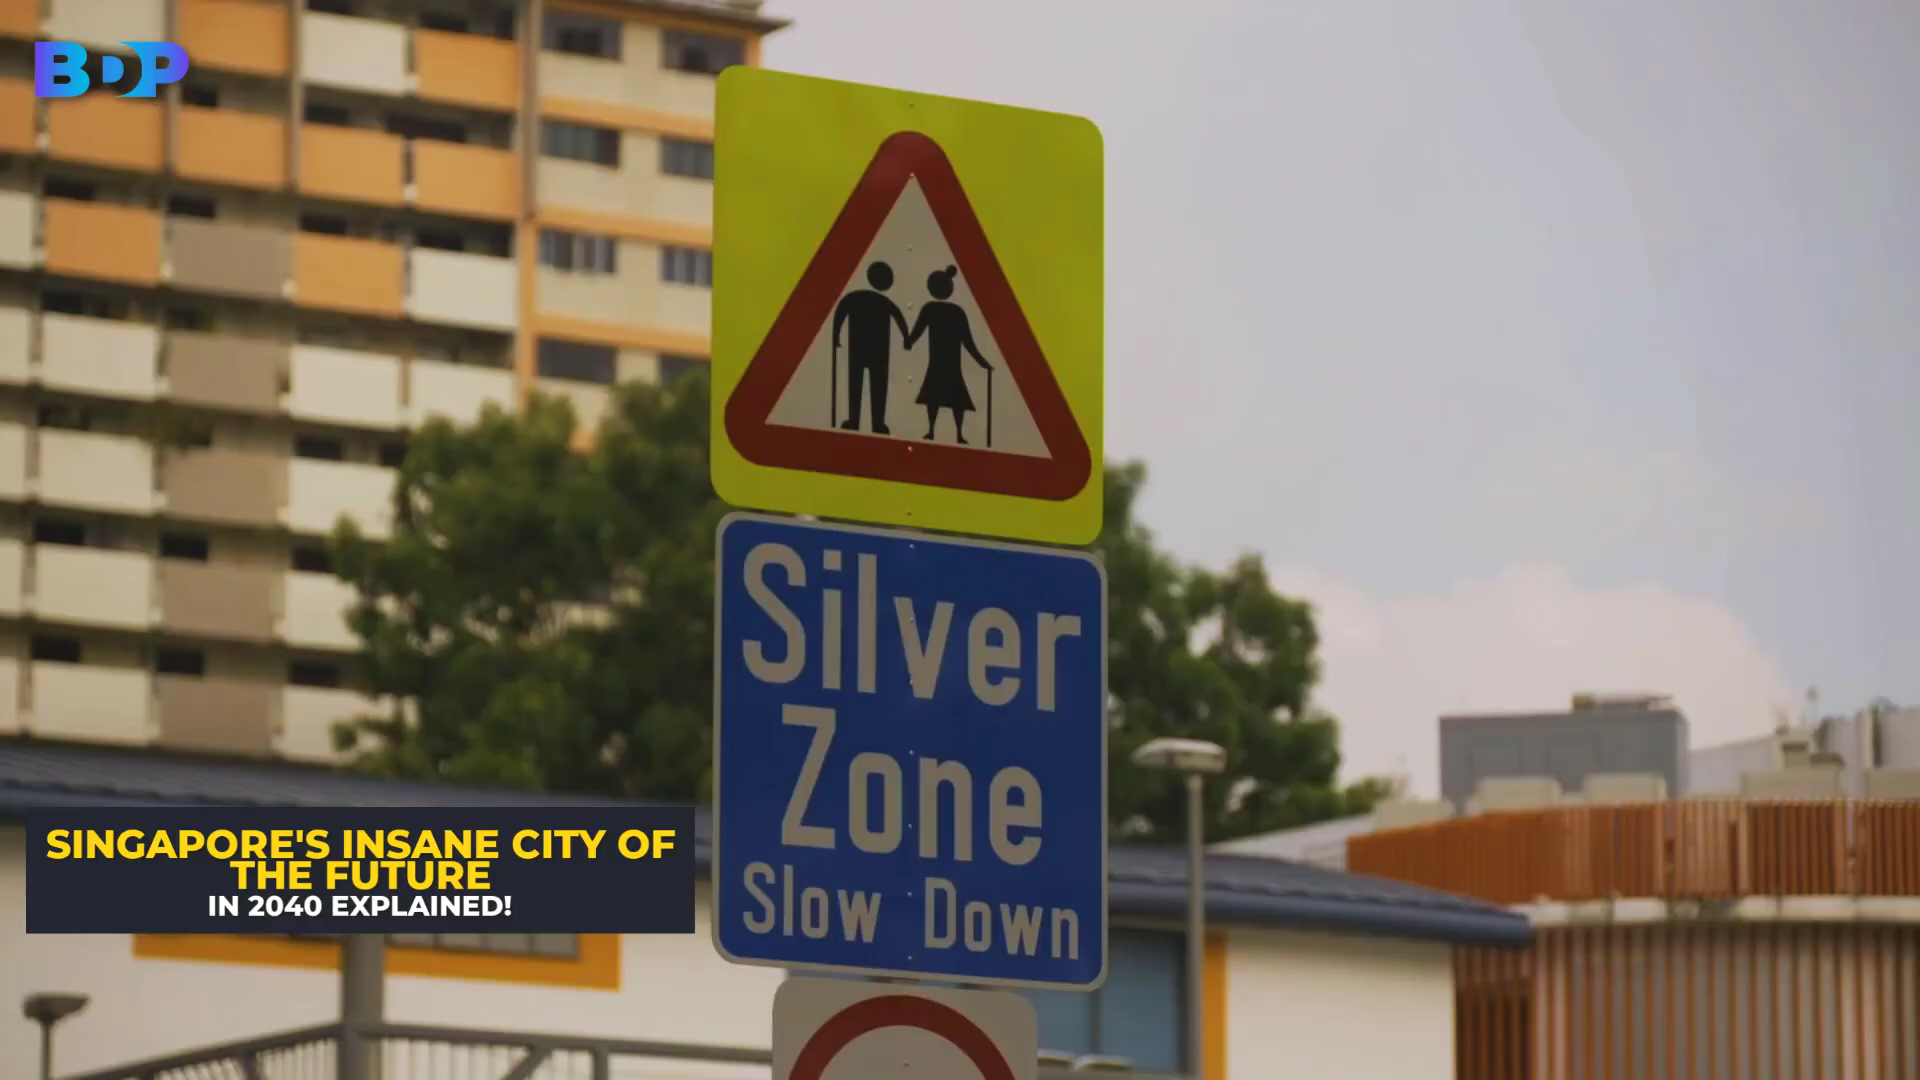 BDP
Silver
Zone
Slow Down
SINGAPORE'S INSANE CITY OF
THE FUTURE
IN 2040 EXPLAINED!